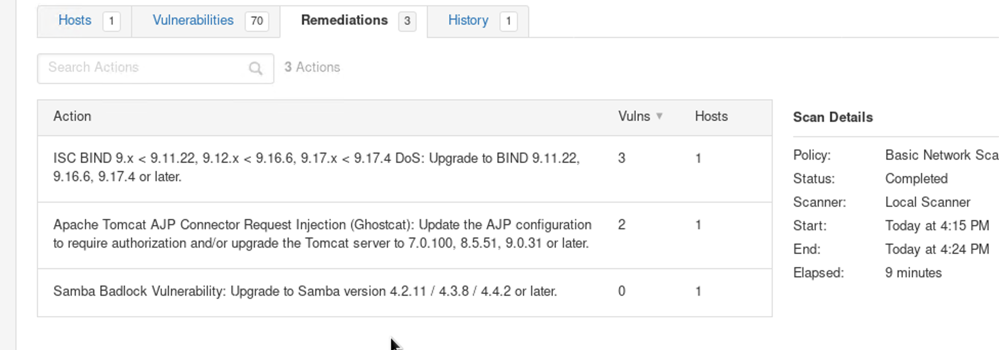 Hosts 1 Vulnerabilities 70 Remediations 3 History 1
Search Actions 3 Actions
Action Vulns ▼ Hosts
ISC BIND 9.x < 9.11.22, 9.12.x < 9.16.6, 9.17.x < 9.17.4 DoS: Upgrade to BIND 9.11.22, 3 1
9.16.6, 9.17.4 or later.
Apache Tomcat AJP Connector Request Injection (Ghostcat): Update the AJP configuration 2 1
to require authorization and/or upgrade the Tomcat server to 7.0.100, 8.5.51, 9.0.31 or later.
Samba Badlock Vulnerability: Upgrade to Samba version 4.2.11 / 4.3.8 / 4.4.2 or later. 0 1
Scan Details
Policy: Basic Network Sca
Status: Completed
Scanner: Local Scanner
Start: Today at 4:15 PM
End: Today at 4:24 PM
Elapsed: 9 minutes